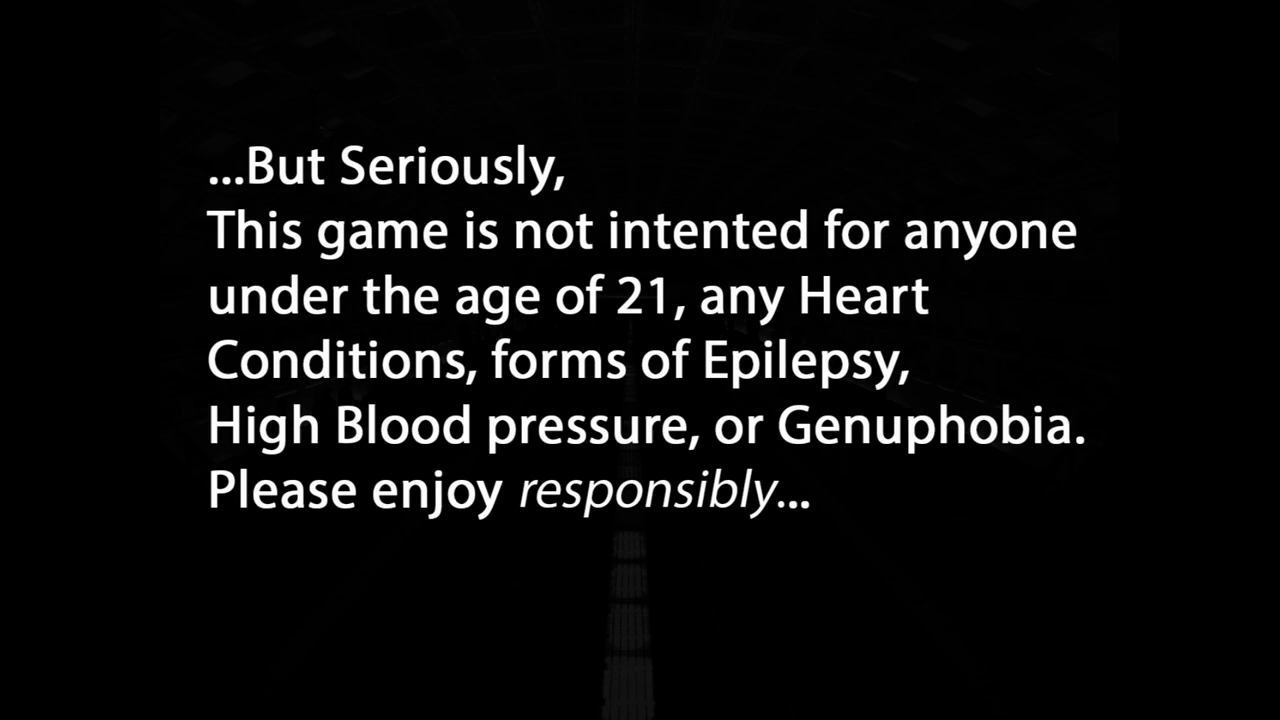 ...But Seriously,
This game is not intented for anyone
under the age of 21, any Heart
Conditions, forms of Epilepsy,
High Blood pressure, or Genuphobia.
Please enjoy responsibly...